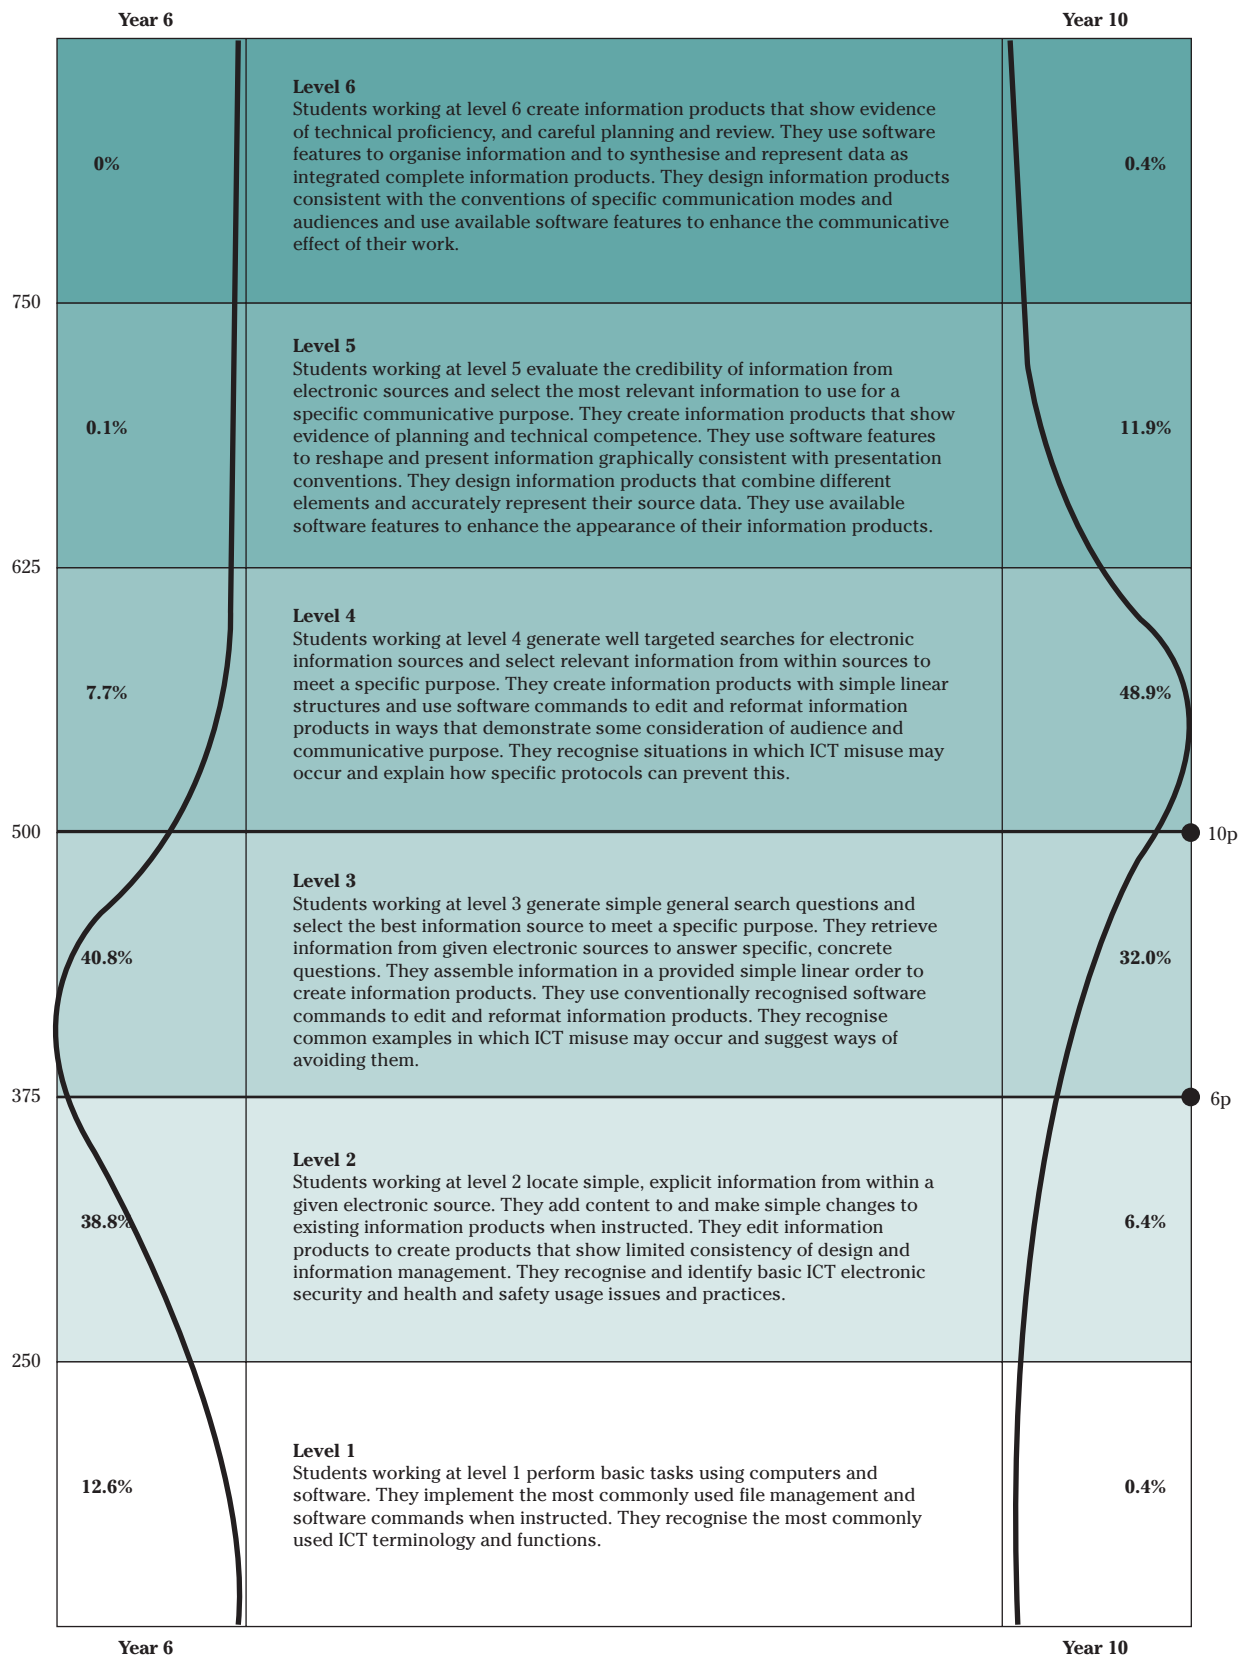 Year 6
Year 10
Level 6
Students working at level 6 create information products that show evidence
of technical proficiency, and careful planning and review. They use software
features to organise information and to synthesise and represent data as
integrated complete information products. They design information products
consistent with the conventions of specific communication modes and
audiences and use available software features to enhance the communicative
effect of their work.
0%
0.4%
750
Level 5
Students working at level 5 evaluate the credibility of information from
electronic sources and select the most relevant information to use for a
specific communicative purpose. They create information products that show
evidence of planning and technical competence. They use software features
to reshape and present information graphically consistent with presentation
conventions. They design information products that combine different
elements and accurately represent their source data. They use available
software features to enhance the appearance of their information products.
0.1%
11.9%
625
Level 4
Students working at level 4 generate well targeted searches for electronic
information sources and select relevant information from within sources to
meet a specific purpose. They create information products with simple linear
structures and use software commands to edit and reformat information
products in ways that demonstrate some consideration of audience and
communicative purpose. They recognise situations in which ICT misuse may
occur and explain how specific protocols can prevent this.
7.7%
48.9%
500
10p
Level 3
Students working at level 3 generate simple general search questions and
select the best information source to meet a specific purpose. They retrieve
information from given electronic sources to answer specific, concrete
questions. They assemble information in a provided simple linear order to
create information products. They use conventionally recognised software
commands to edit and reformat information products. They recognise
common examples in which ICT misuse may occur and suggest ways of
avoiding them.
40.8%
32.0%
375
6p
Level 2
Students working at level 2 locate simple, explicit information from within a
given electronic source. They add content to and make simple changes to
existing information products when instructed. They edit information
products to create products that show limited consistency of design and
information management. They recognise and identify basic ICT electronic
security and health and safety usage issues and practices.
38.8%
6.4%
250
Level 1
Students working at level 1 perform basic tasks using computers and
software. They implement the most commonly used file management and
software commands when instructed. They recognise the most commonly
used ICT terminology and functions.
12.6%
0.4%
Year 6
Year 10